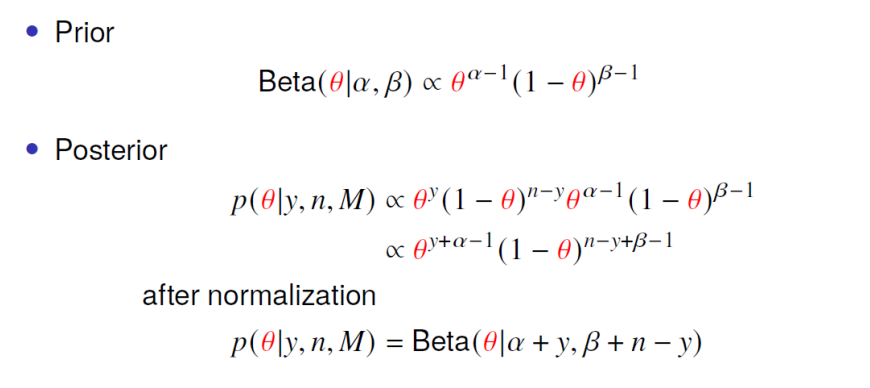 • Prior
Beta(θ|α, β) ∝ θ^{α−1}(1 − θ)^{β−1}
• Posterior
p(θ|y, n, M) ∝ θ^y(1 − θ)^{n−y}θ^{α−1}(1 − θ)^{β−1}
∝ θ^{y+α−1}(1 − θ)^{n−y+β−1}
after normalization
p(θ|y, n, M) = Beta(θ|α + y, β + n − y)